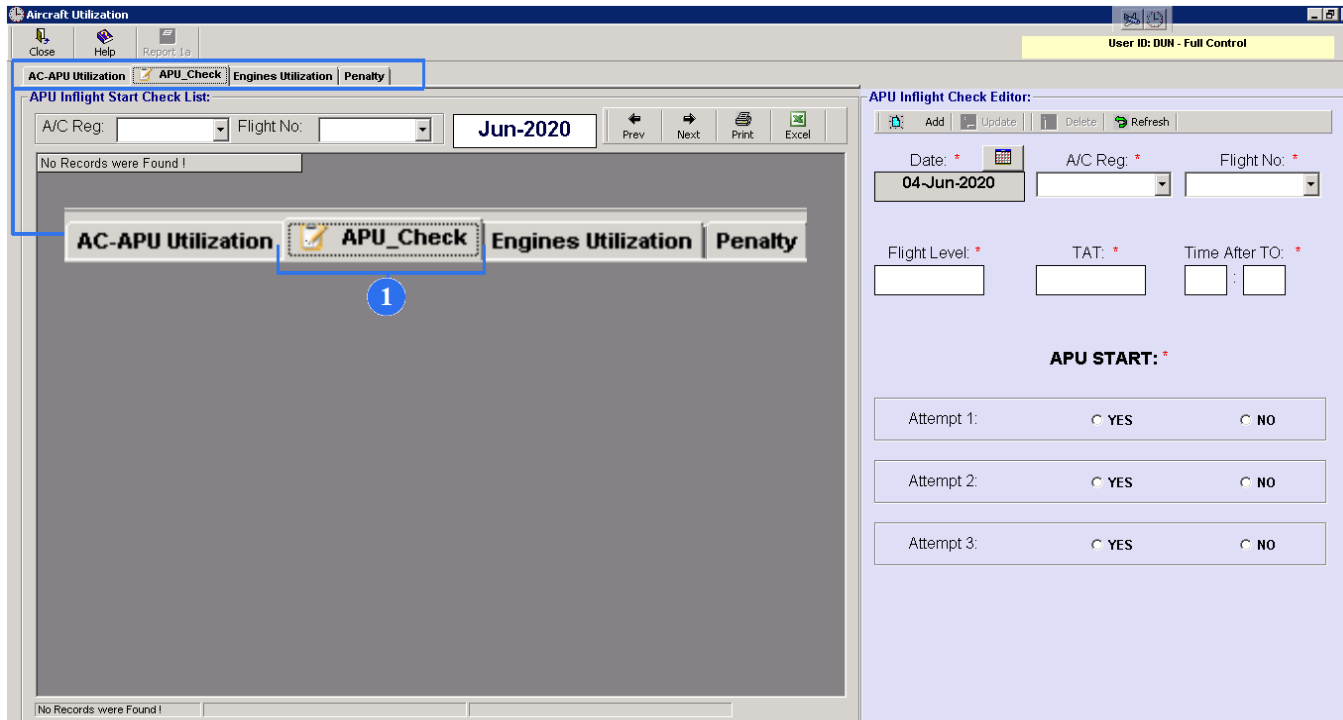 Aircraft Utilization
Close Help Report 1a
User ID: DUN - Full Control
AC-APU Utilization APU_Check Engines Utilization Penalty
APU Inflight Start Check List:
A/C Reg: Flight No: Jun-2020 Prev Next Print Excel
No Records were Found !
AC-APU Utilization APU_Check Engines Utilization Penalty
1
No Records were Found !
APU Inflight Check Editor:
Add Update Delete Refresh
Date: * A/C Reg: * Flight No: *
04-Jun-2020
Flight Level: * TAT: * Time After TO: *
:
APU START: *
Attempt 1: YES NO
Attempt 2: YES NO
Attempt 3: YES NO